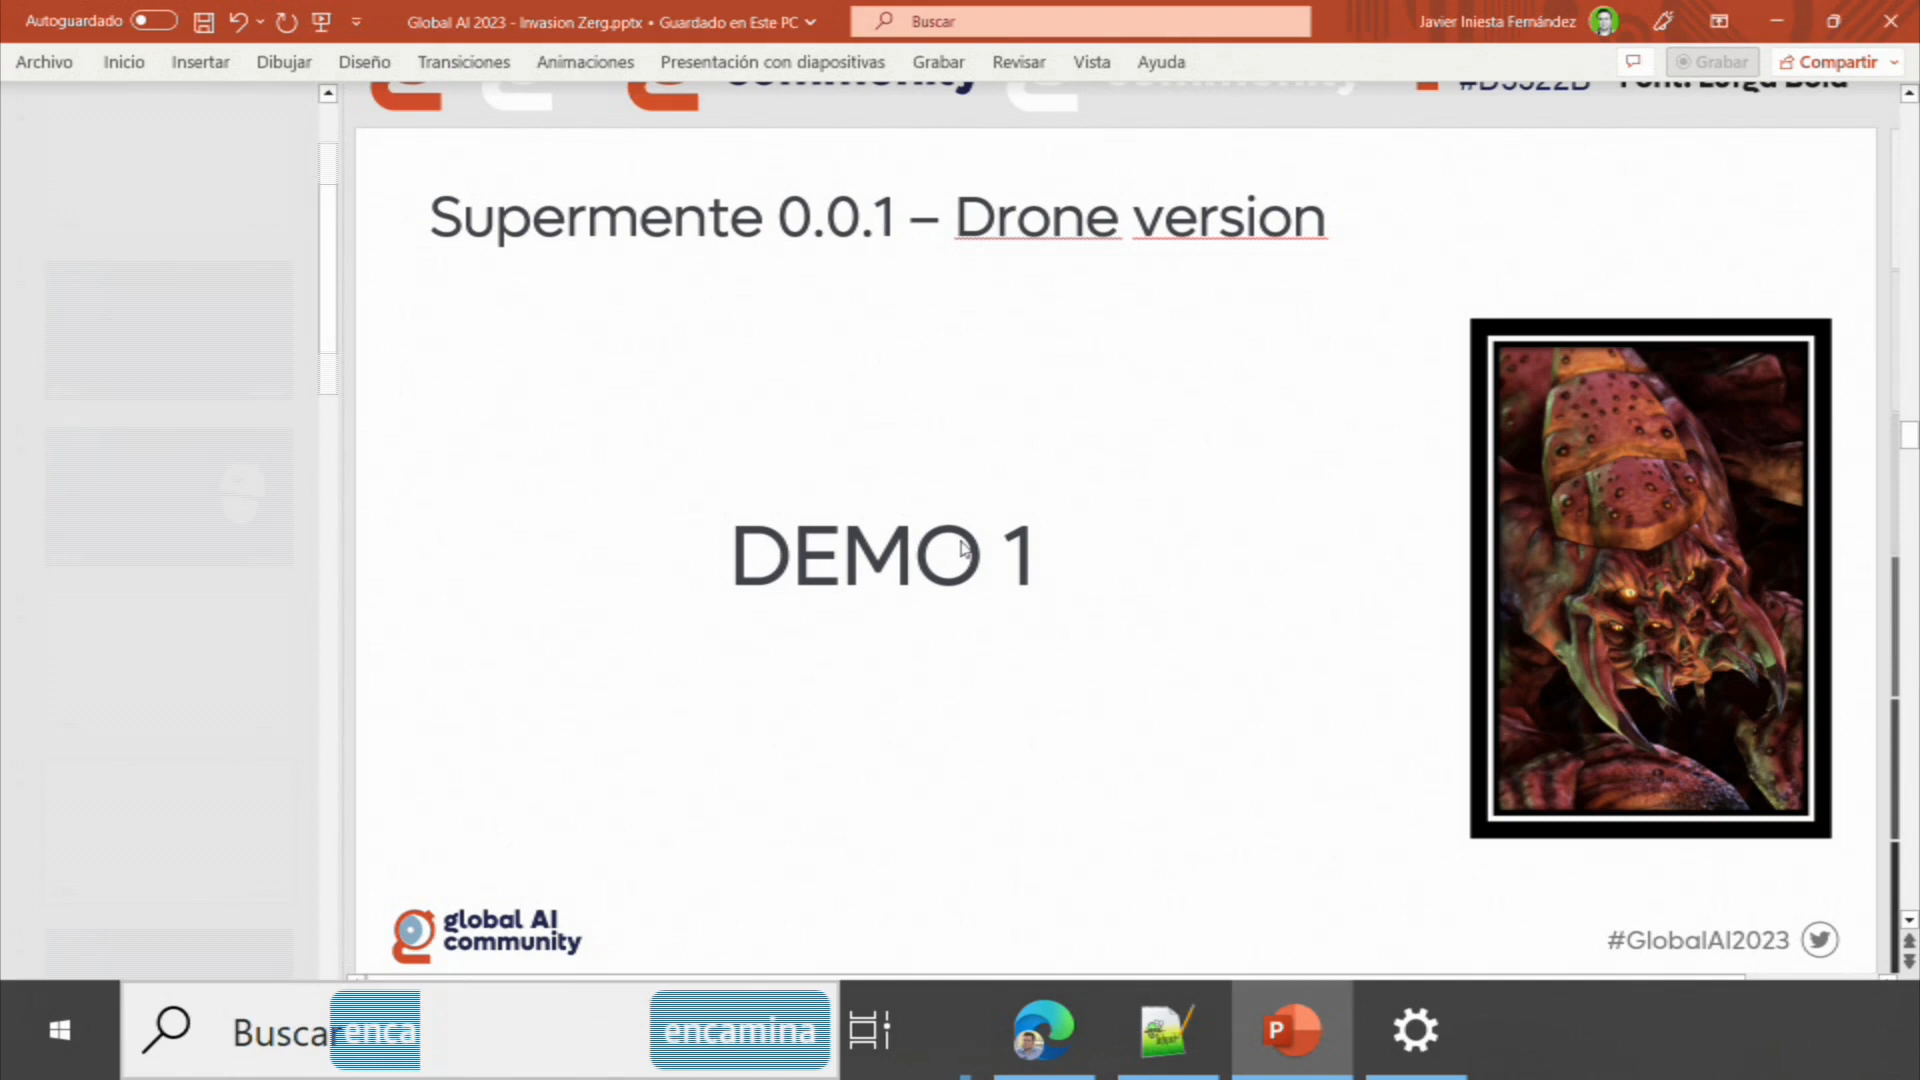 Autoguardado
Global AI 2023 - Invasion Zerg.pptx • Guardado en Este PC
Buscar
Javier Iniesta Fernández
Archivo Inicio Insertar Dibujar Diseño Transiciones Animaciones Presentación con diapositivas Grabar Revisar Vista Ayuda
Grabar
Compartir
community
Supermente 0.0.1 – Drone version
DEMO 1
global AI
community
#GlobalAI2023
Buscar
enca
encamina
P